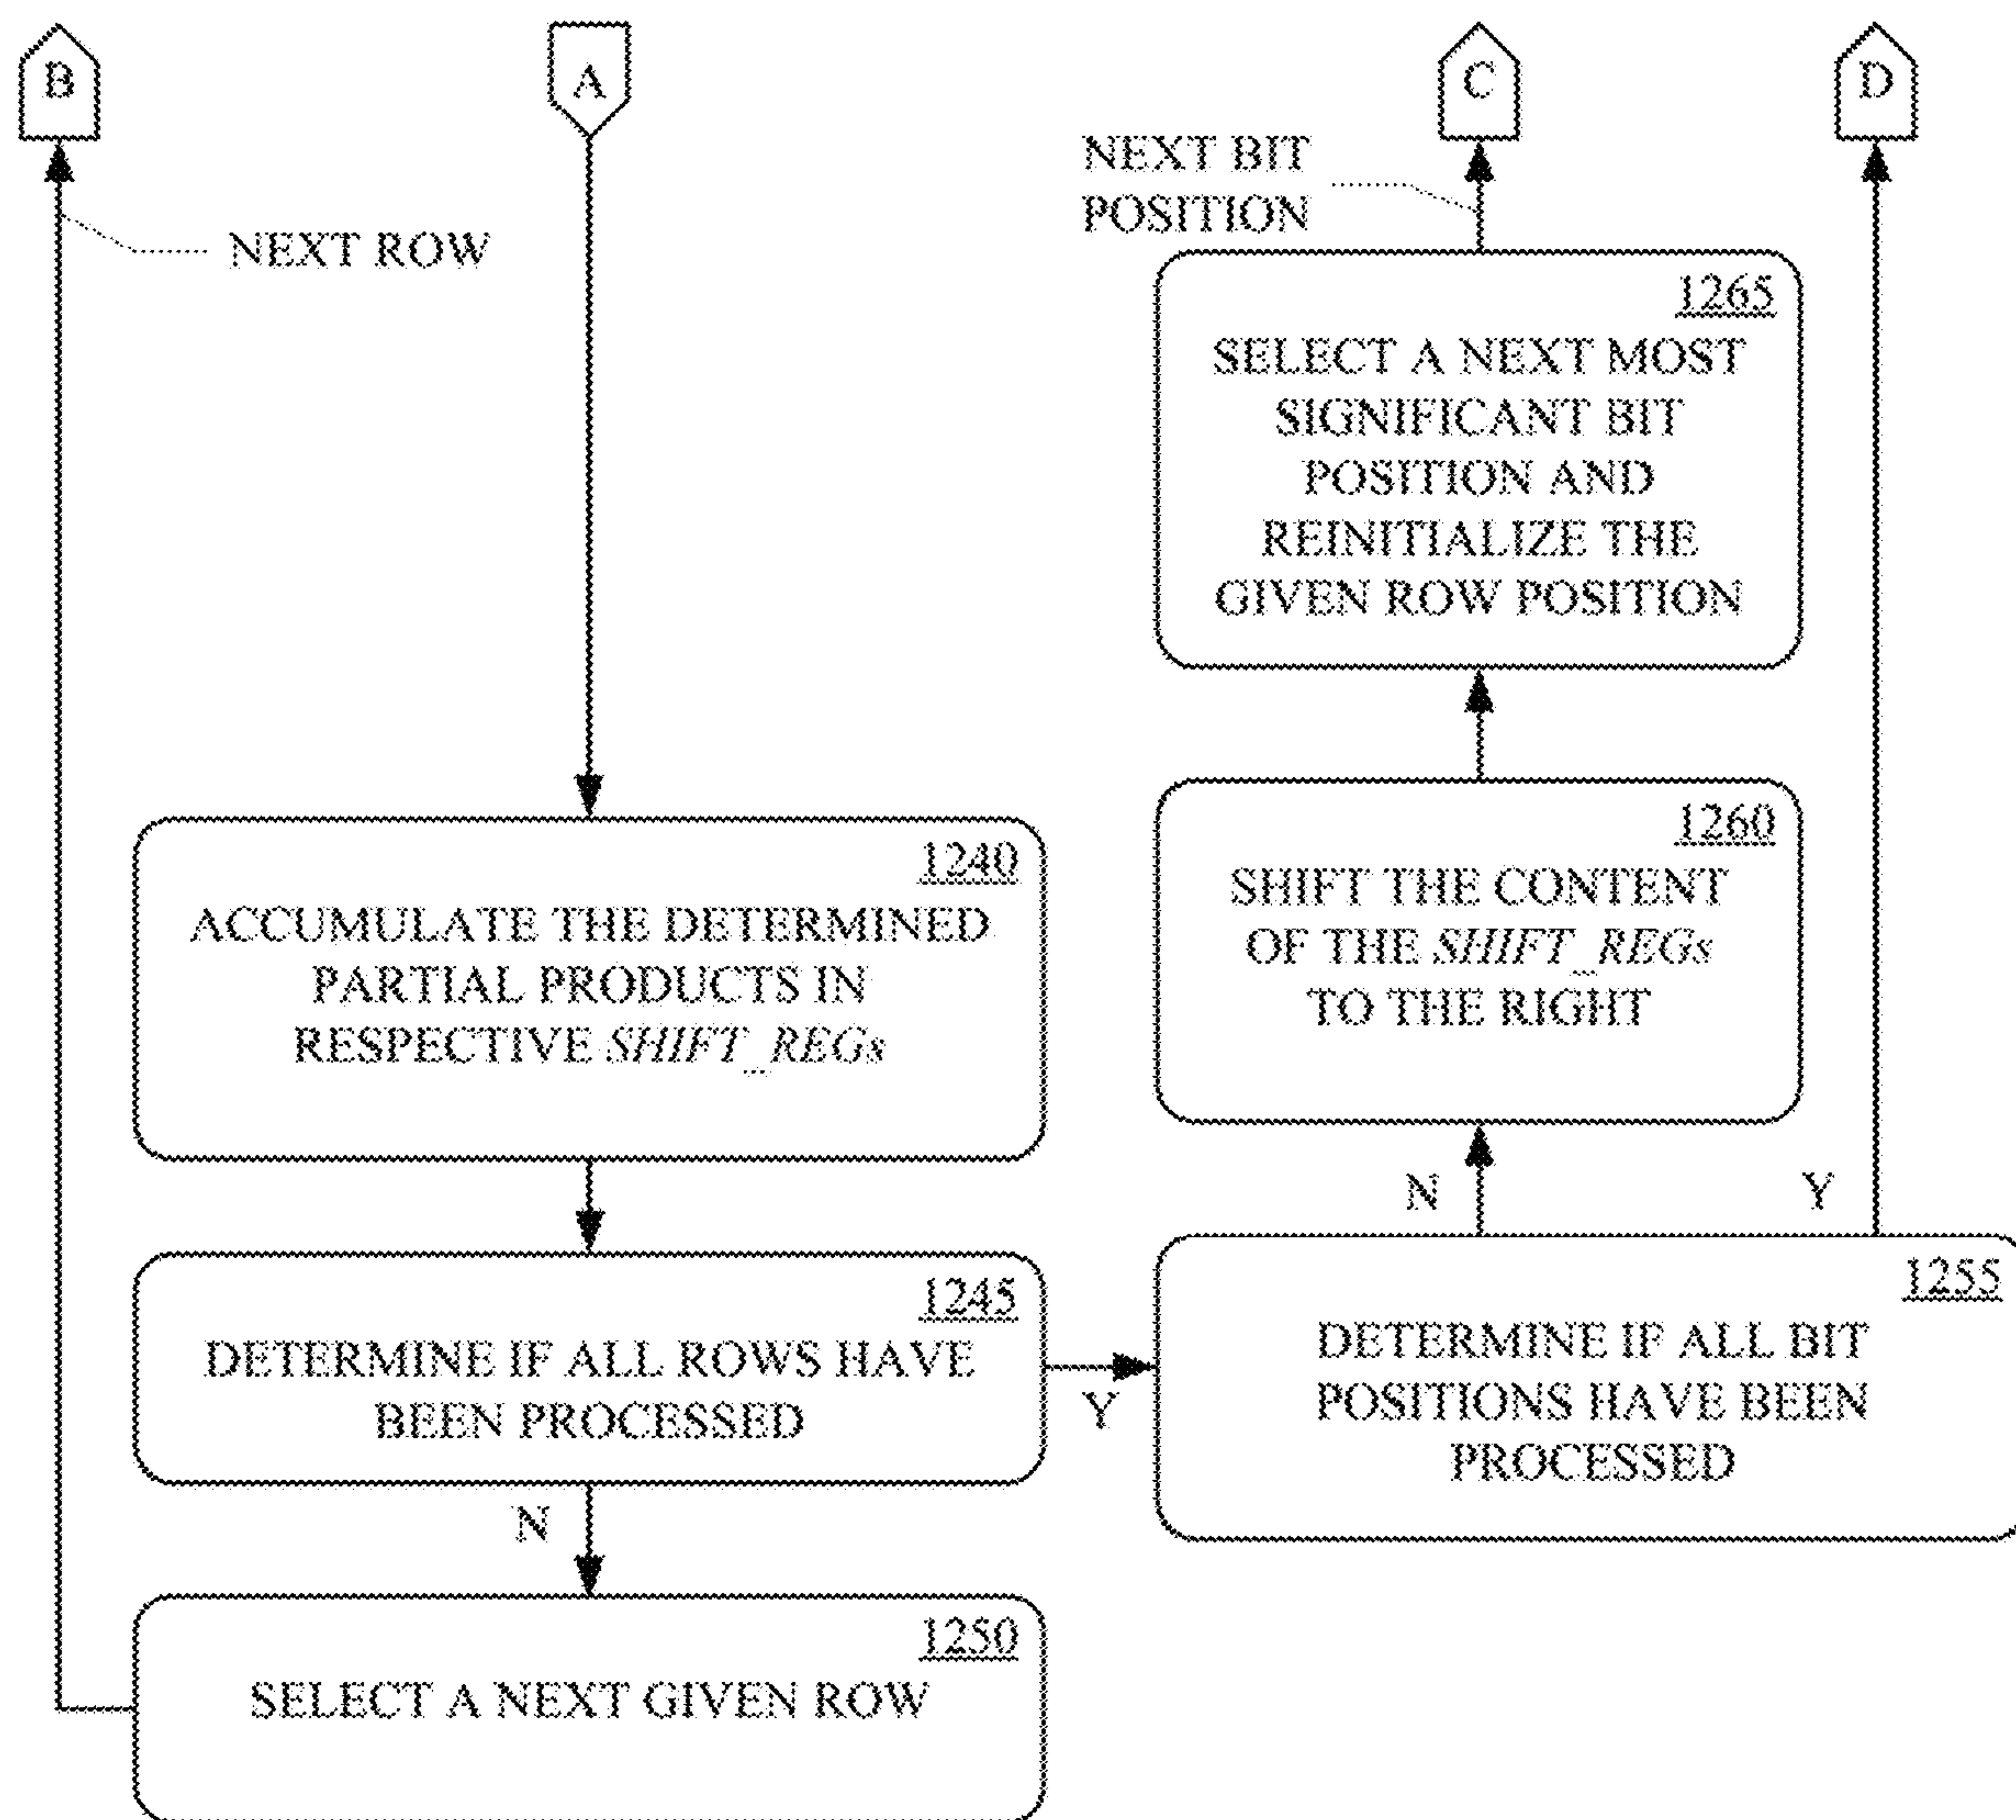 B
A
C
D
NEXT ROW
NEXT BIT
POSITION
1265
SELECT A NEXT MOST
SIGNIFICANT BIT
POSITION AND
REINITIALIZE THE
GIVEN ROW POSITION
1240
ACCUMULATE THE DETERMINED
PARTIAL PRODUCTS IN
RESPECTIVE SHIFT_REGs
1260
SHIFT THE CONTENT
OF THE SHIFT_REGs
TO THE RIGHT
N
Y
1245
DETERMINE IF ALL ROWS HAVE
BEEN PROCESSED
Y
1255
DETERMINE IF ALL BIT
POSITIONS HAVE BEEN
PROCESSED
N
1250
SELECT A NEXT GIVEN ROW